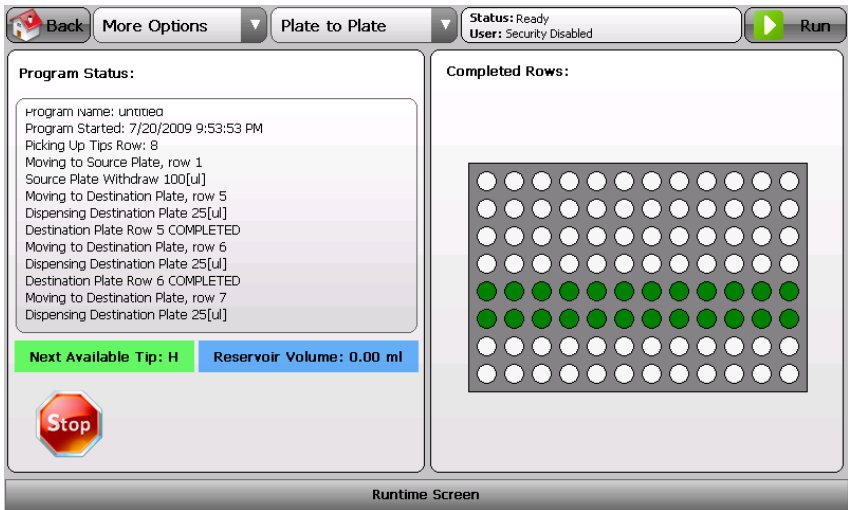 Back
More Options
Plate to Plate
Status: Ready
User: Security Disabled
Run
Program Status:
Program Name: untitled
Program Started: 7/20/2009 9:53:53 PM
Picking Up Tips Row: 8
Moving to Source Plate, row 1
Source Plate Withdraw 100[ul]
Moving to Destination Plate, row 5
Dispensing Destination Plate 25[ul]
Destination Plate Row 5 COMPLETED
Moving to Destination Plate, row 6
Dispensing Destination Plate 25[ul]
Destination Plate Row 6 COMPLETED
Moving to Destination Plate, row 7
Dispensing Destination Plate 25[ul]
Next Available Tip: H
Reservoir Volume: 0.00 ml
Stop
Completed Rows:
Runtime Screen